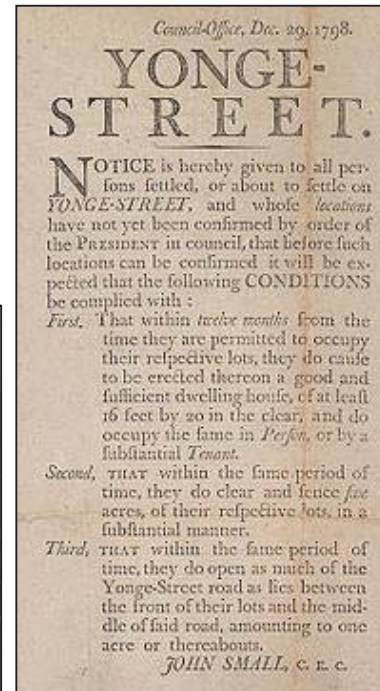 Council-Office, Dec. 29, 1798.
YONGE-
STREET.
NOTICE is hereby given to all per-
ſons ſettled, or about to ſettle on
YONGE-STREET, and whoſe locations
have not yet been confirmed by order of
the PRESIDENT in council, that before ſuch
locations can be confirmed it will be ex-
pected that the following CONDITIONS
be complied with :
Firſt. That within twelve months from the
time they are permitted to occupy
their reſpective lots, they do cauſe
to be erected thereon a good and
ſufficient dwelling houſe, of at leaſt
16 feet by 20 in the clear, and do
occupy the ſame in Perſon, or by a
ſubſtantial Tenant.
Second, THAT within the ſame period of
time, they do clear and fence five
acres, of their reſpective lots, in a
ſubſtantial manner.
Third, THAT within the ſame period of
time, they do open as much of the
Yonge-Street road as lies between
the front of their lots and the mid-
dle of ſaid road, amounting to one
acre or thereabouts.
JOHN SMALL, C. E. C.